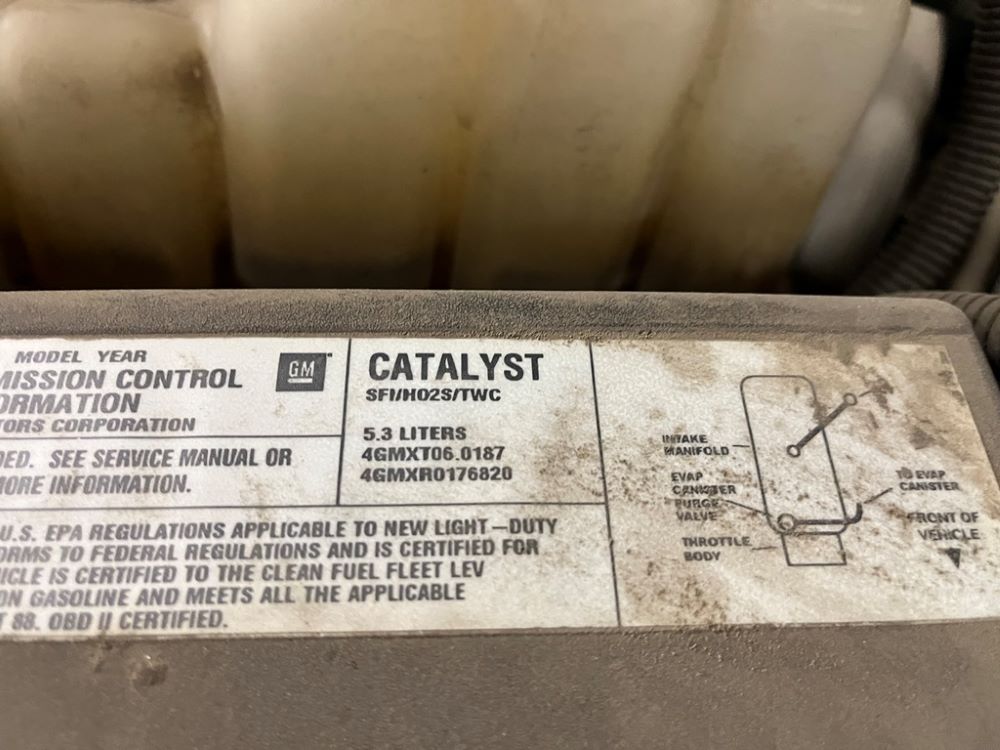 MODEL YEAR
MISSION CONTROL
ORMATION
TORS CORPORATION
GM
DED. SEE SERVICE MANUAL OR
MORE INFORMATION.
CATALYST
SFI/HO2S/TWC
5.3 LITERS
4GMXT06.0187
4GMXR0176820
U.S. EPA REGULATIONS APPLICABLE TO NEW LIGHT-DUTY
ORMS TO FEDERAL REGULATIONS AND IS CERTIFIED FOR
HICLE IS CERTIFIED TO THE CLEAN FUEL FLEET LEV
ON GASOLINE AND MEETS ALL THE APPLICABLE
T 88. OBD II CERTIFIED.
INTAKE
MANIFOLD
EVAP
CANISTER
PURGE
VALVE
THROTTLE
BODY
TO EVAP
CANISTER
FRONT OF
VEHICLE